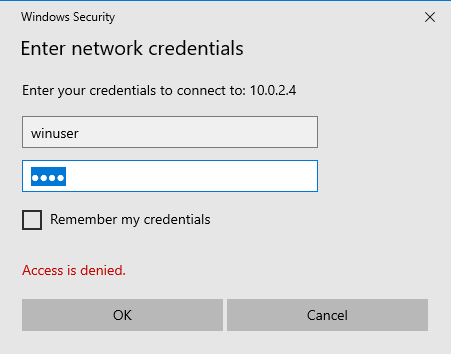 Windows Security
Enter network credentials
Enter your credentials to connect to: 10.0.2.4
winuser
●●●●
Remember my credentials
Access is denied.
OK
Cancel